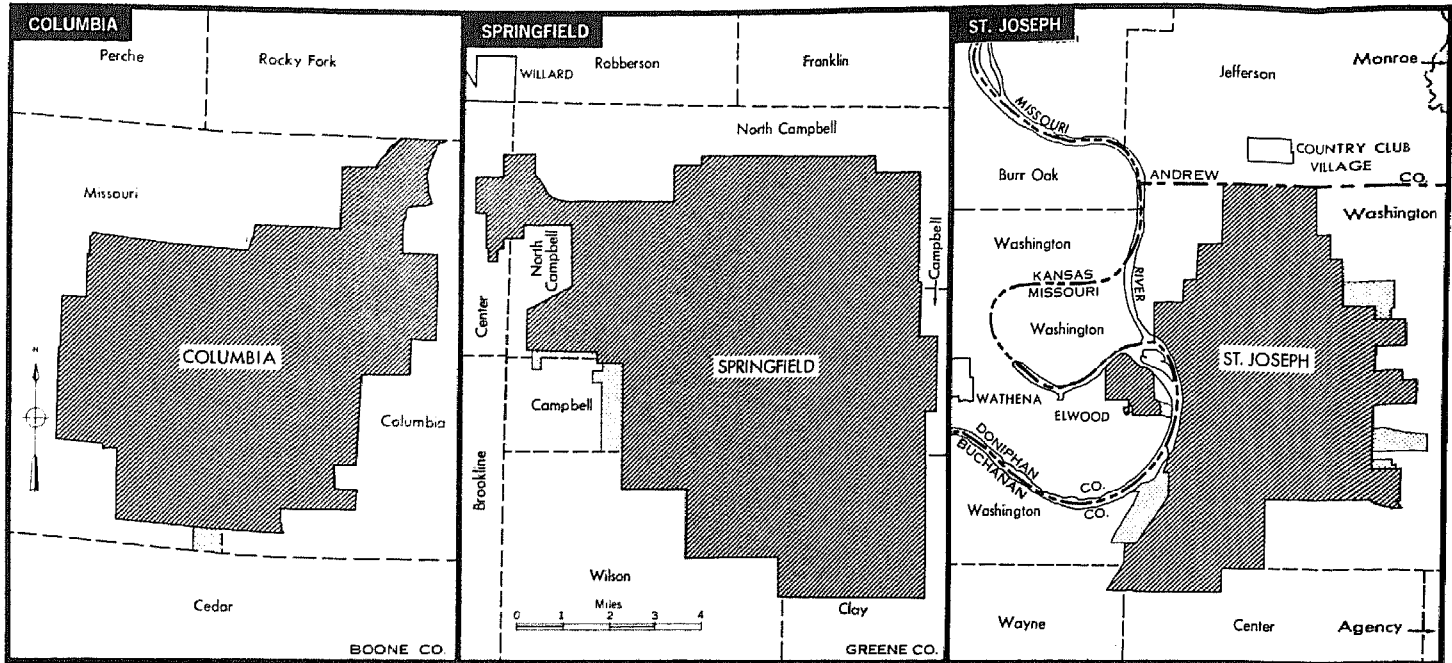 COLUMBIA
Perche
Rocky Fork
Missouri
COLUMBIA
N
Columbia
Cedar
BOONE CO.
SPRINGFIELD
WILLARD
Robberson
Franklin
North Campbell
North
Campbell
Campbell
Center
SPRINGFIELD
Campbell
Brookline
Wilson
Miles
0 1 2 3 4
Clay
GREENE CO.
ST. JOSEPH
Jefferson
Monroe
MISSOURI
COUNTRY CLUB
VILLAGE
Burr Oak
ANDREW CO.
Washington
Washington
KANSAS
MISSOURI
RIVER
Washington
ST. JOSEPH
WATHENA
ELWOOD
DONIPHAN CO.
BUCHANAN CO.
Washington
Wayne
Center
Agency